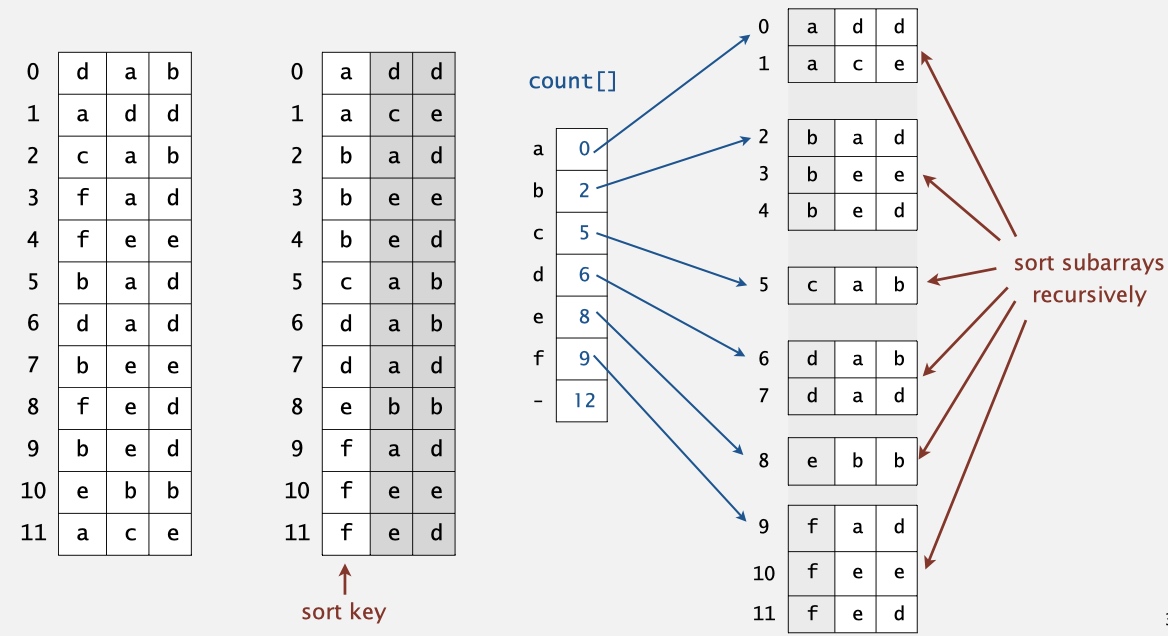 0 d a b
1 a d d
2 c a b
3 f a d
4 f e e
5 b a d
6 d a d
7 b e e
8 f e d
9 b e d
10 e b b
11 a c e
0 a d d
1 a c e
2 b a d
3 b e e
4 b e d
5 c a b
6 d a b
7 d a d
8 e b b
9 f a d
10 f e e
11 f e d
sort key
count[]
a 0
b 2
c 5
d 6
e 8
f 9
- 12
0 a d d
1 a c e
2 b a d
3 b e e
4 b e d
5 c a b
6 d a b
7 d a d
8 e b b
9 f a d
10 f e e
11 f e d
sort subarrays
recursively